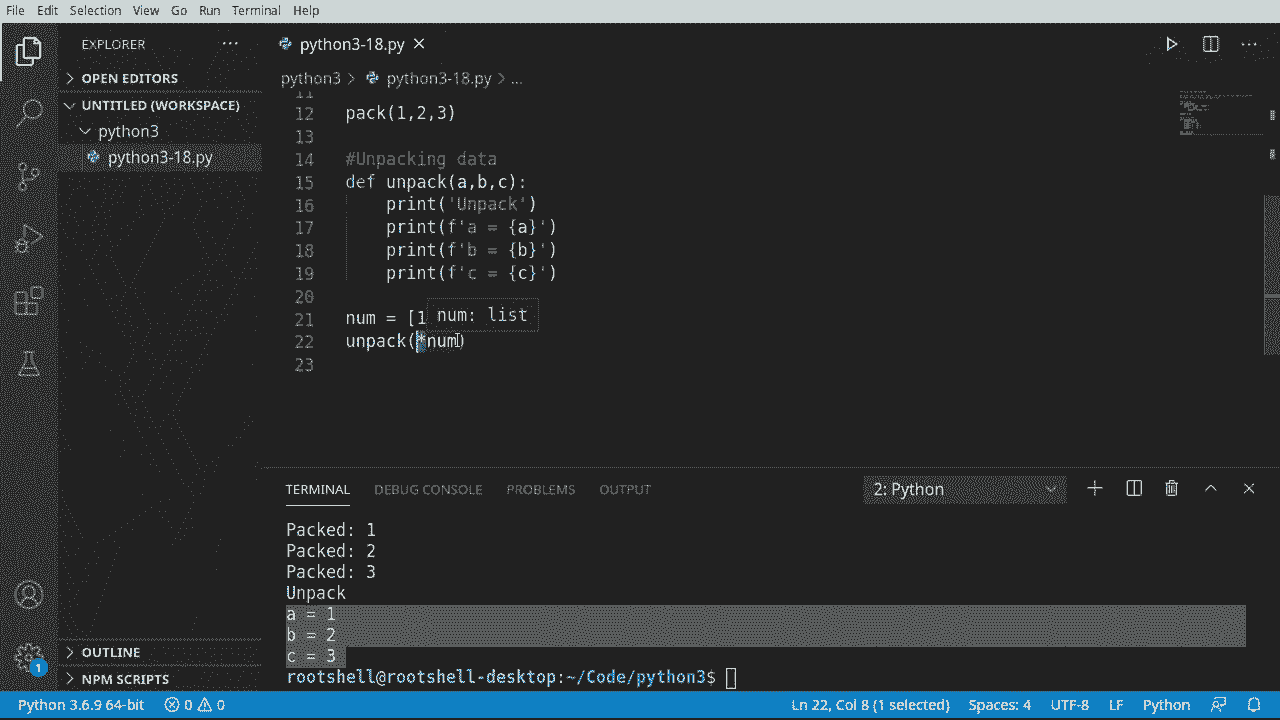 File Edit Selection View Go Run Terminal Help
EXPLORER ...
python3-18.py
OPEN EDITORS
UNTITLED (WORKSPACE)
python3
python3-18.py
OUTLINE
NPM SCRIPTS
1
python3 > python3-18.py > ...
11
12 pack(1,2,3)
13
14 #Unpacking data
15 def unpack(a,b,c):
16 print('Unpack')
17 print(f'a = {a}')
18 print(f'b = {b}')
19 print(f'c = {c}')
20
21 num = [1
num: list
22 unpack(*num)
23
TERMINAL DEBUG CONSOLE PROBLEMS OUTPUT 2: Python
Packed: 1
Packed: 2
Packed: 3
Unpack
a = 1
b = 2
c = 3
rootshell@rootshell-desktop:~/Code/python3$
Python 3.6.9 64-bit 0 0 Ln 22, Col 8 (1 selected) Spaces: 4 UTF-8 LF Python